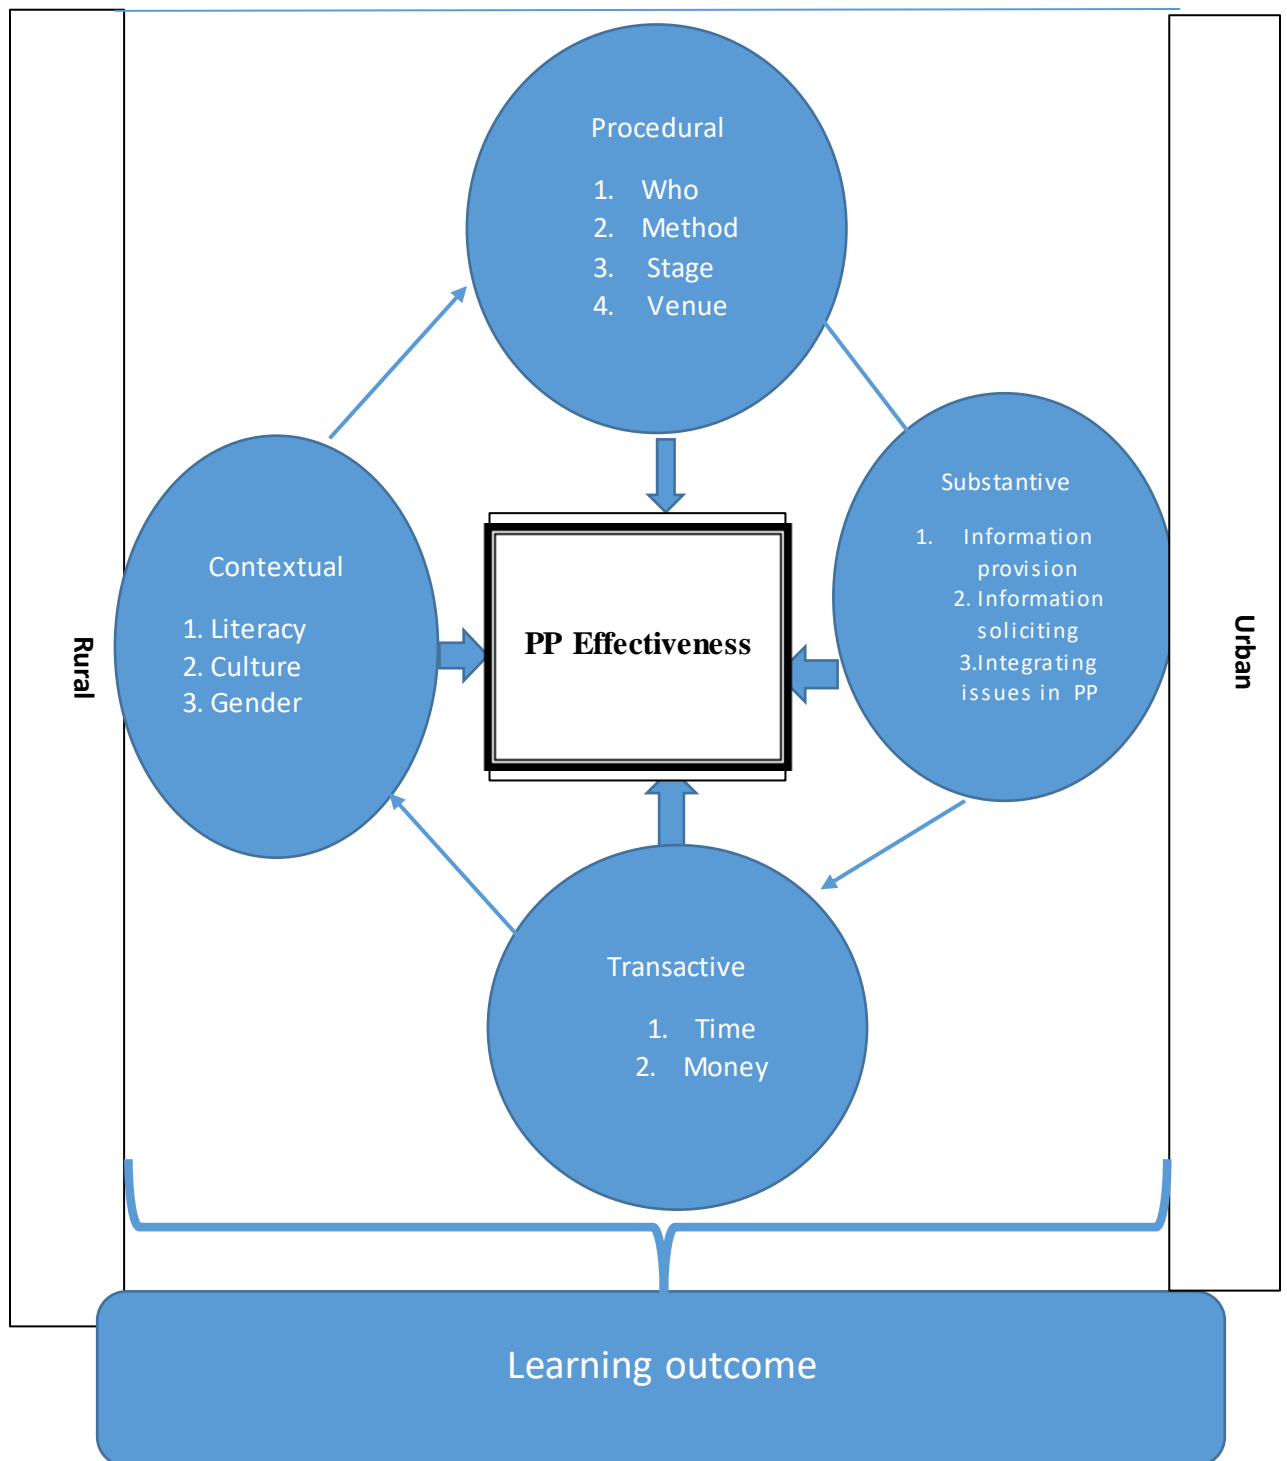 Procedural
1. Who
2. Method
3. Stage
4. Venue
Substantive
1. Information
provision
2. Information
soliciting
3.Integrating
issues in PP
Contextual
1. Literacy
2. Culture
3. Gender
PP Effectiveness
Rural
Urban
Transactive
1. Time
2. Money
Learning outcome